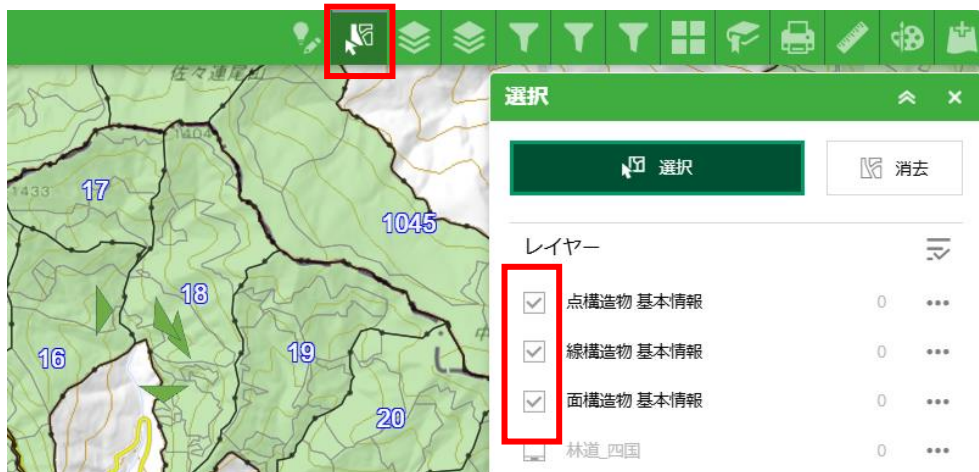 佐々連尾山
選択
選択
消去
1404
1433
17
1045
レイヤー
18
点構造物 基本情報
0
16
19
線構造物 基本情報
0
中
20
面構造物 基本情報
0
林道_四国
0